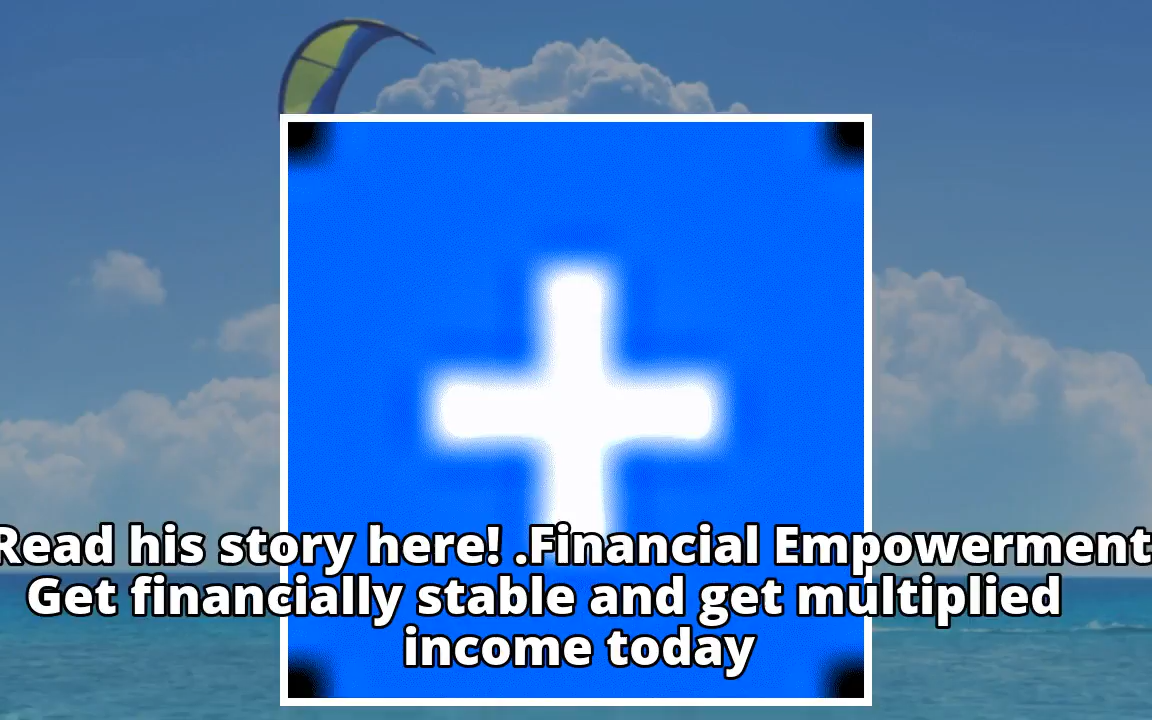 Read his story here! .Financial Empowerment
Get financially stable and get multiplied
income today